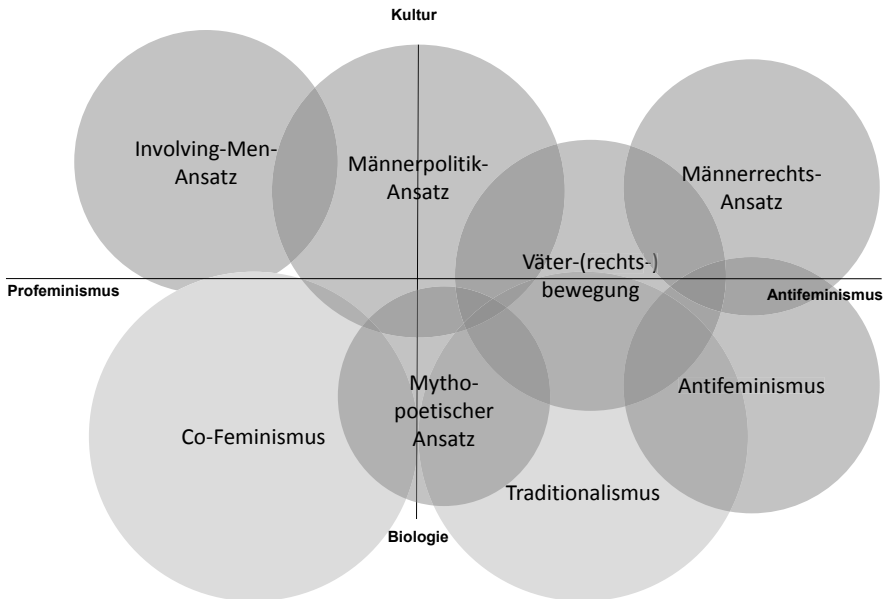 Kultur
Involving-Men-
Ansatz
Männerpolitik-
Ansatz
Männerrechts-
Ansatz
Väter-(rechts-)
bewegung
Profeminismus
Antifeminismus
Mytho-
poetischer
Ansatz
Antifeminismus
Co-Feminismus
Traditionalismus
Biologie